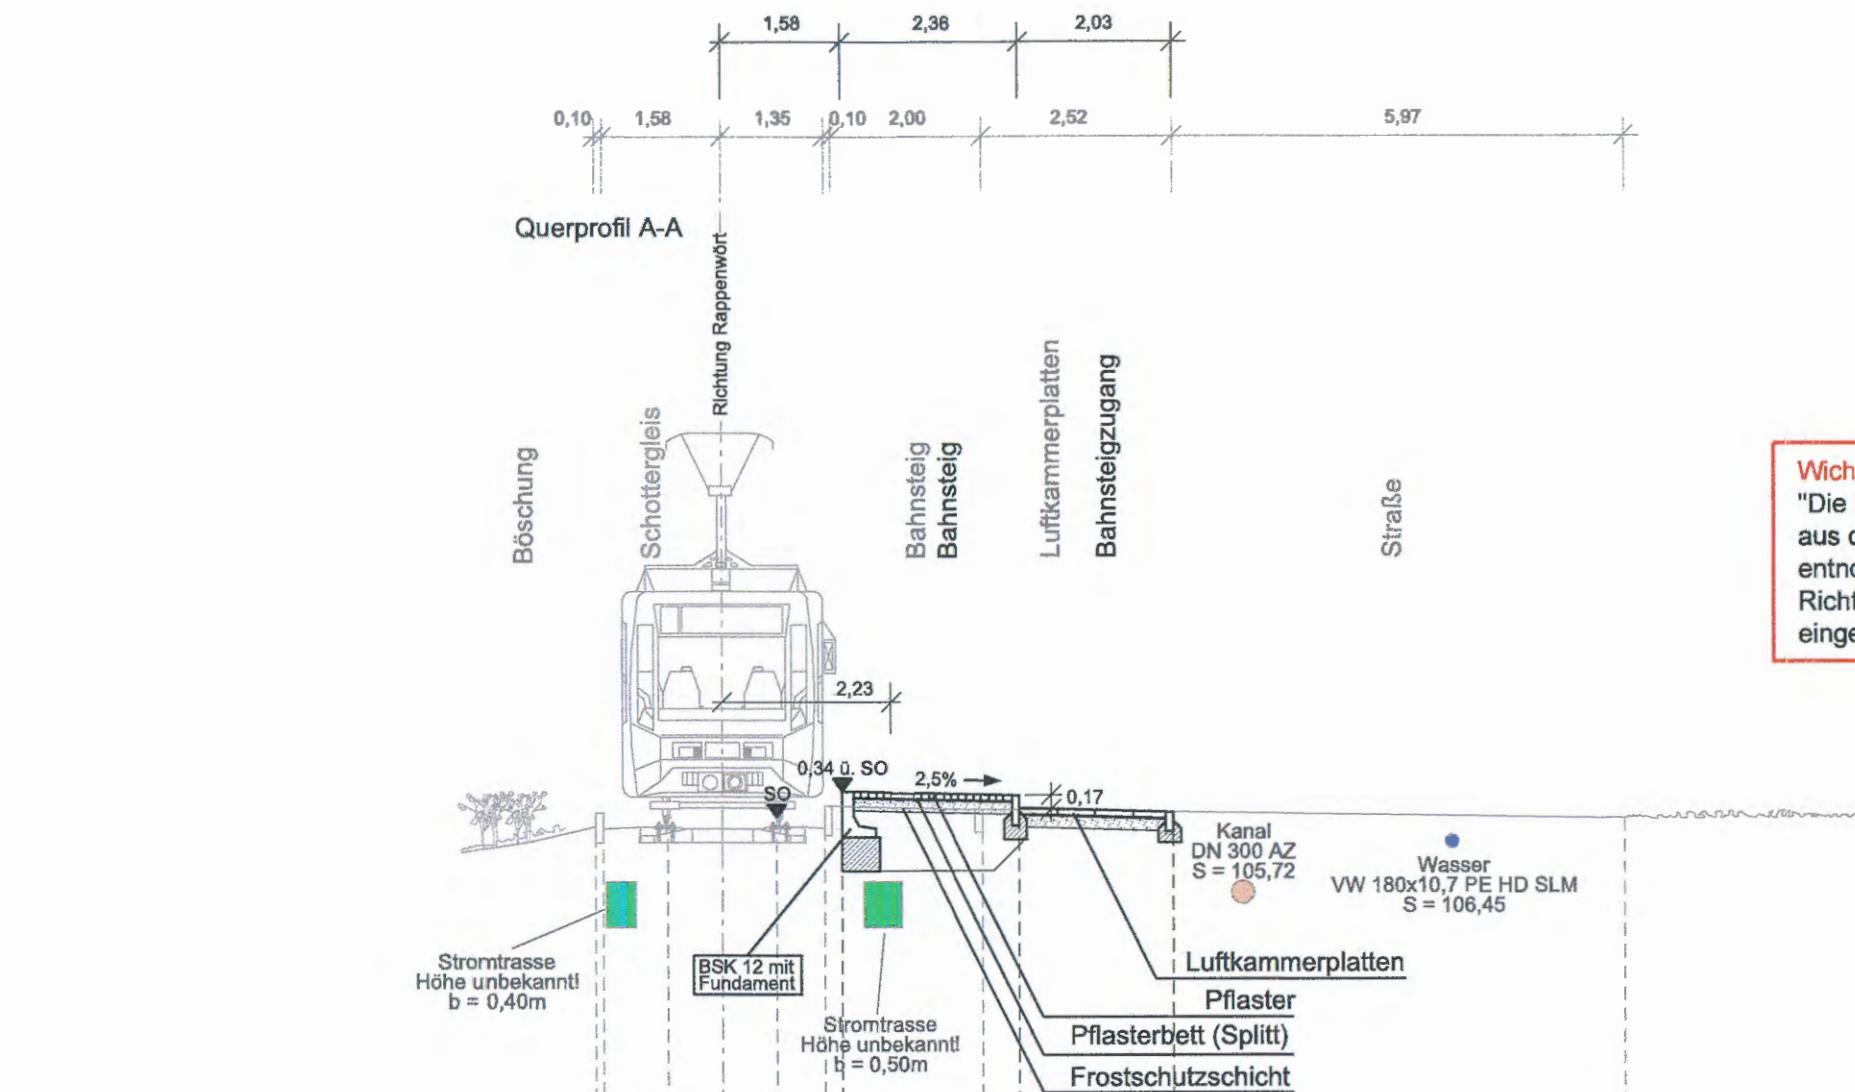 1,58
2,36
2,03
0,10
1,58
1,35
0,10
2,00
2,52
5,97
Querprofil A-A
Richtung Rappenwört
Böschung
Schottergleis
Bahnsteig
Bahnsteig
Luftkammerplatten
Bahnsteigzugang
Straße
Wich
"Die
aus
entn
Rich
einge
2,23
0,34 ü. SO
SO
2,5%
0,17
Kanal
DN 300 AZ
S = 105,72
Wasser
VW 180x10,7 PE HD SLM
S = 106,45
Stromtrasse
Höhe unbekannt!
b = 0,40m
BSK 12 mit
Fundament
Stromtrasse
Höhe unbekannt!
b = 0,50m
Luftkammerplatten
Pflaster
Pflasterbett (Splitt)
Frostschutzschicht